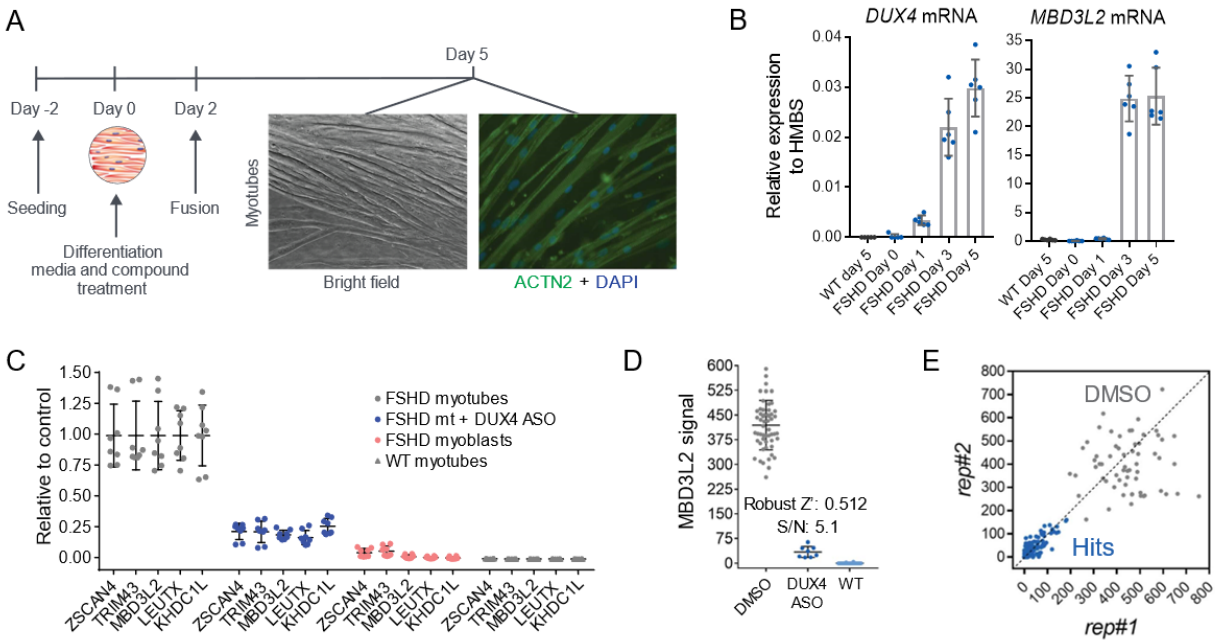 A
Day 5
Day -2
Day 0
Day 2
Seeding
Fusion
Differentiation
media and compound
treatment
Myotubes
Bright field
ACTN2 + DAPI
B
DUX4 mRNA
MBD3L2 mRNA
Relative expression
to HMBS
0.04
0.03
0.02
0.01
0.00
WT day 5
FSHD Day 0
FSHD Day 1
FSHD Day 3
FSHD Day 5
35
30
25
20
15
10
5
0
WT Day 5
FSHD Day 0
FSHD Day 1
FSHD Day 3
FSHD Day 5
C
Relative to control
1.50
1.25
1.00
0.75
0.50
0.25
0.00
FSHD myotubes
FSHD mt + DUX4 ASO
FSHD myoblasts
WT myotubes
ZSCAN4
TRIM43
MBD3L2
LEUTX
KHDC1L
ZSCAN4
TRIM43
MBD3L2
LEUTX
KHDC1L
ZSCAN4
TRIM43
MBD3L2
LEUTX
KHDC1L
ZSCAN4
TRIM43
MBD3L2
LEUTX
KHDC1L
D
MBD3L2 signal
600
525
450
375
300
225
150
75
0
Robust Z': 0.512
S/N: 5.1
DMSO
DUX4
ASO
WT
E
rep#2
800
700
600
500
400
300
200
100
0
DMSO
Hits
0
100
200
300
400
500
600
700
800
rep#1